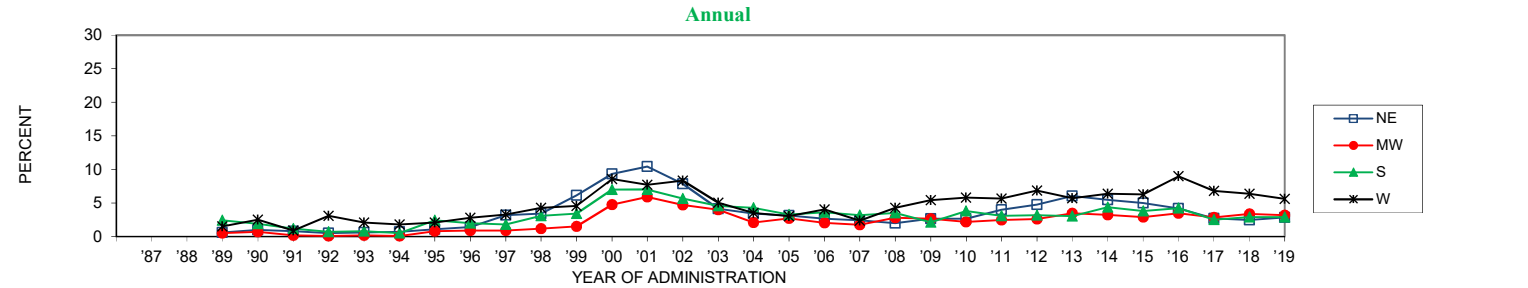 Annual
30
25
20
15
10
5
0
PERCENT
’87 ’88 ’89 ’90 ’91 ’92 ’93 ’94 ’95 ’96 ’97 ’98 ’99 ’00 ’01 ’02 ’03 ’04 ’05 ’06 ’07 ’08 ’09 ’10 ’11 ’12 ’13 ’14 ’15 ’16 ’17 ’18 ’19
YEAR OF ADMINISTRATION
NE
MW
S
W